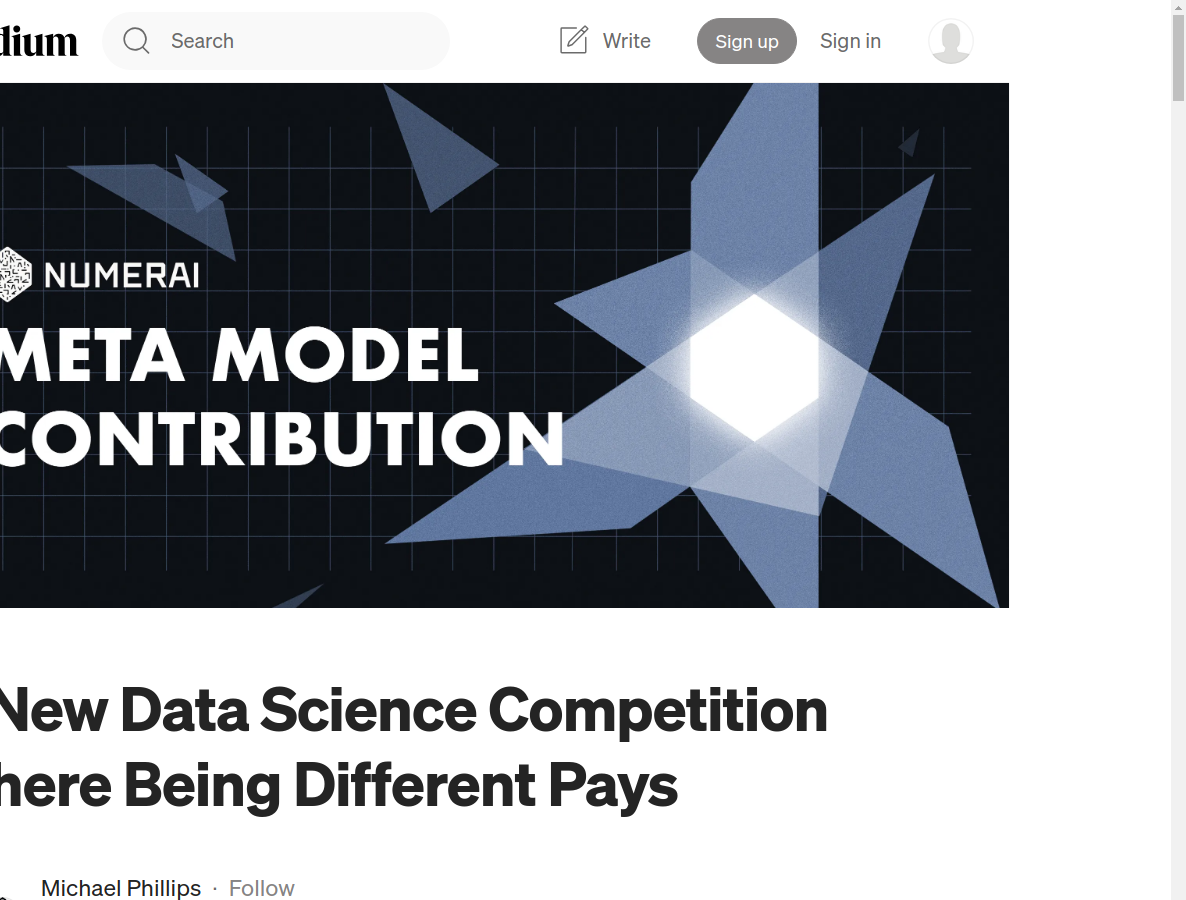 dium
Search
Write
Sign up
Sign in
NUMERAI
META MODEL
CONTRIBUTION
New Data Science Competition
here Being Different Pays
Michael Phillips · Follow